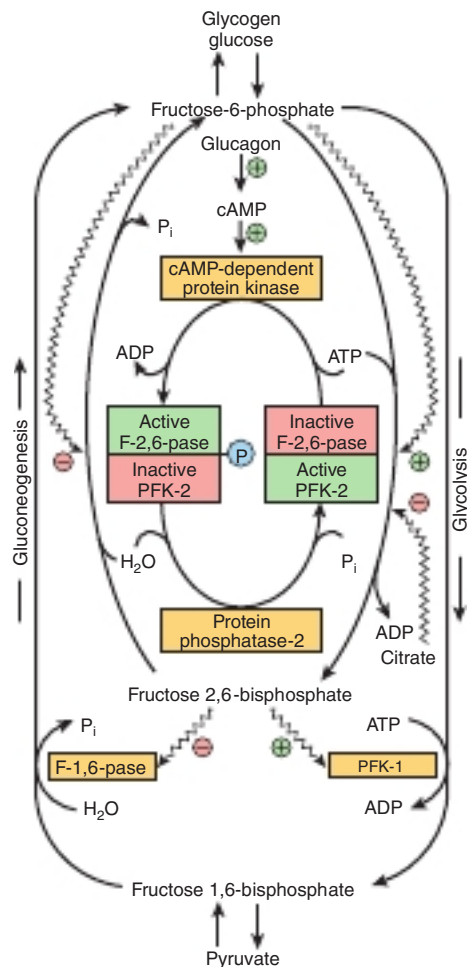 Glycogen
glucose
Fructose-6-phosphate
Glucagon
+
cAMP
+
Pi
cAMP-dependent
protein kinase
ADP
ATP
Active
F-2,6-pase
Inactive
PFK-2
P
Inactive
F-2,6-pase
Active
PFK-2
−
+
−
Gluconeogenesis
Glycolysis
H2O
Pi
Protein
phosphatase-2
ADP
Citrate
Fructose 2,6-bisphosphate
Pi
−
+
ATP
F-1,6-pase
PFK-1
H2O
ADP
Fructose 1,6-bisphosphate
Pyruvate